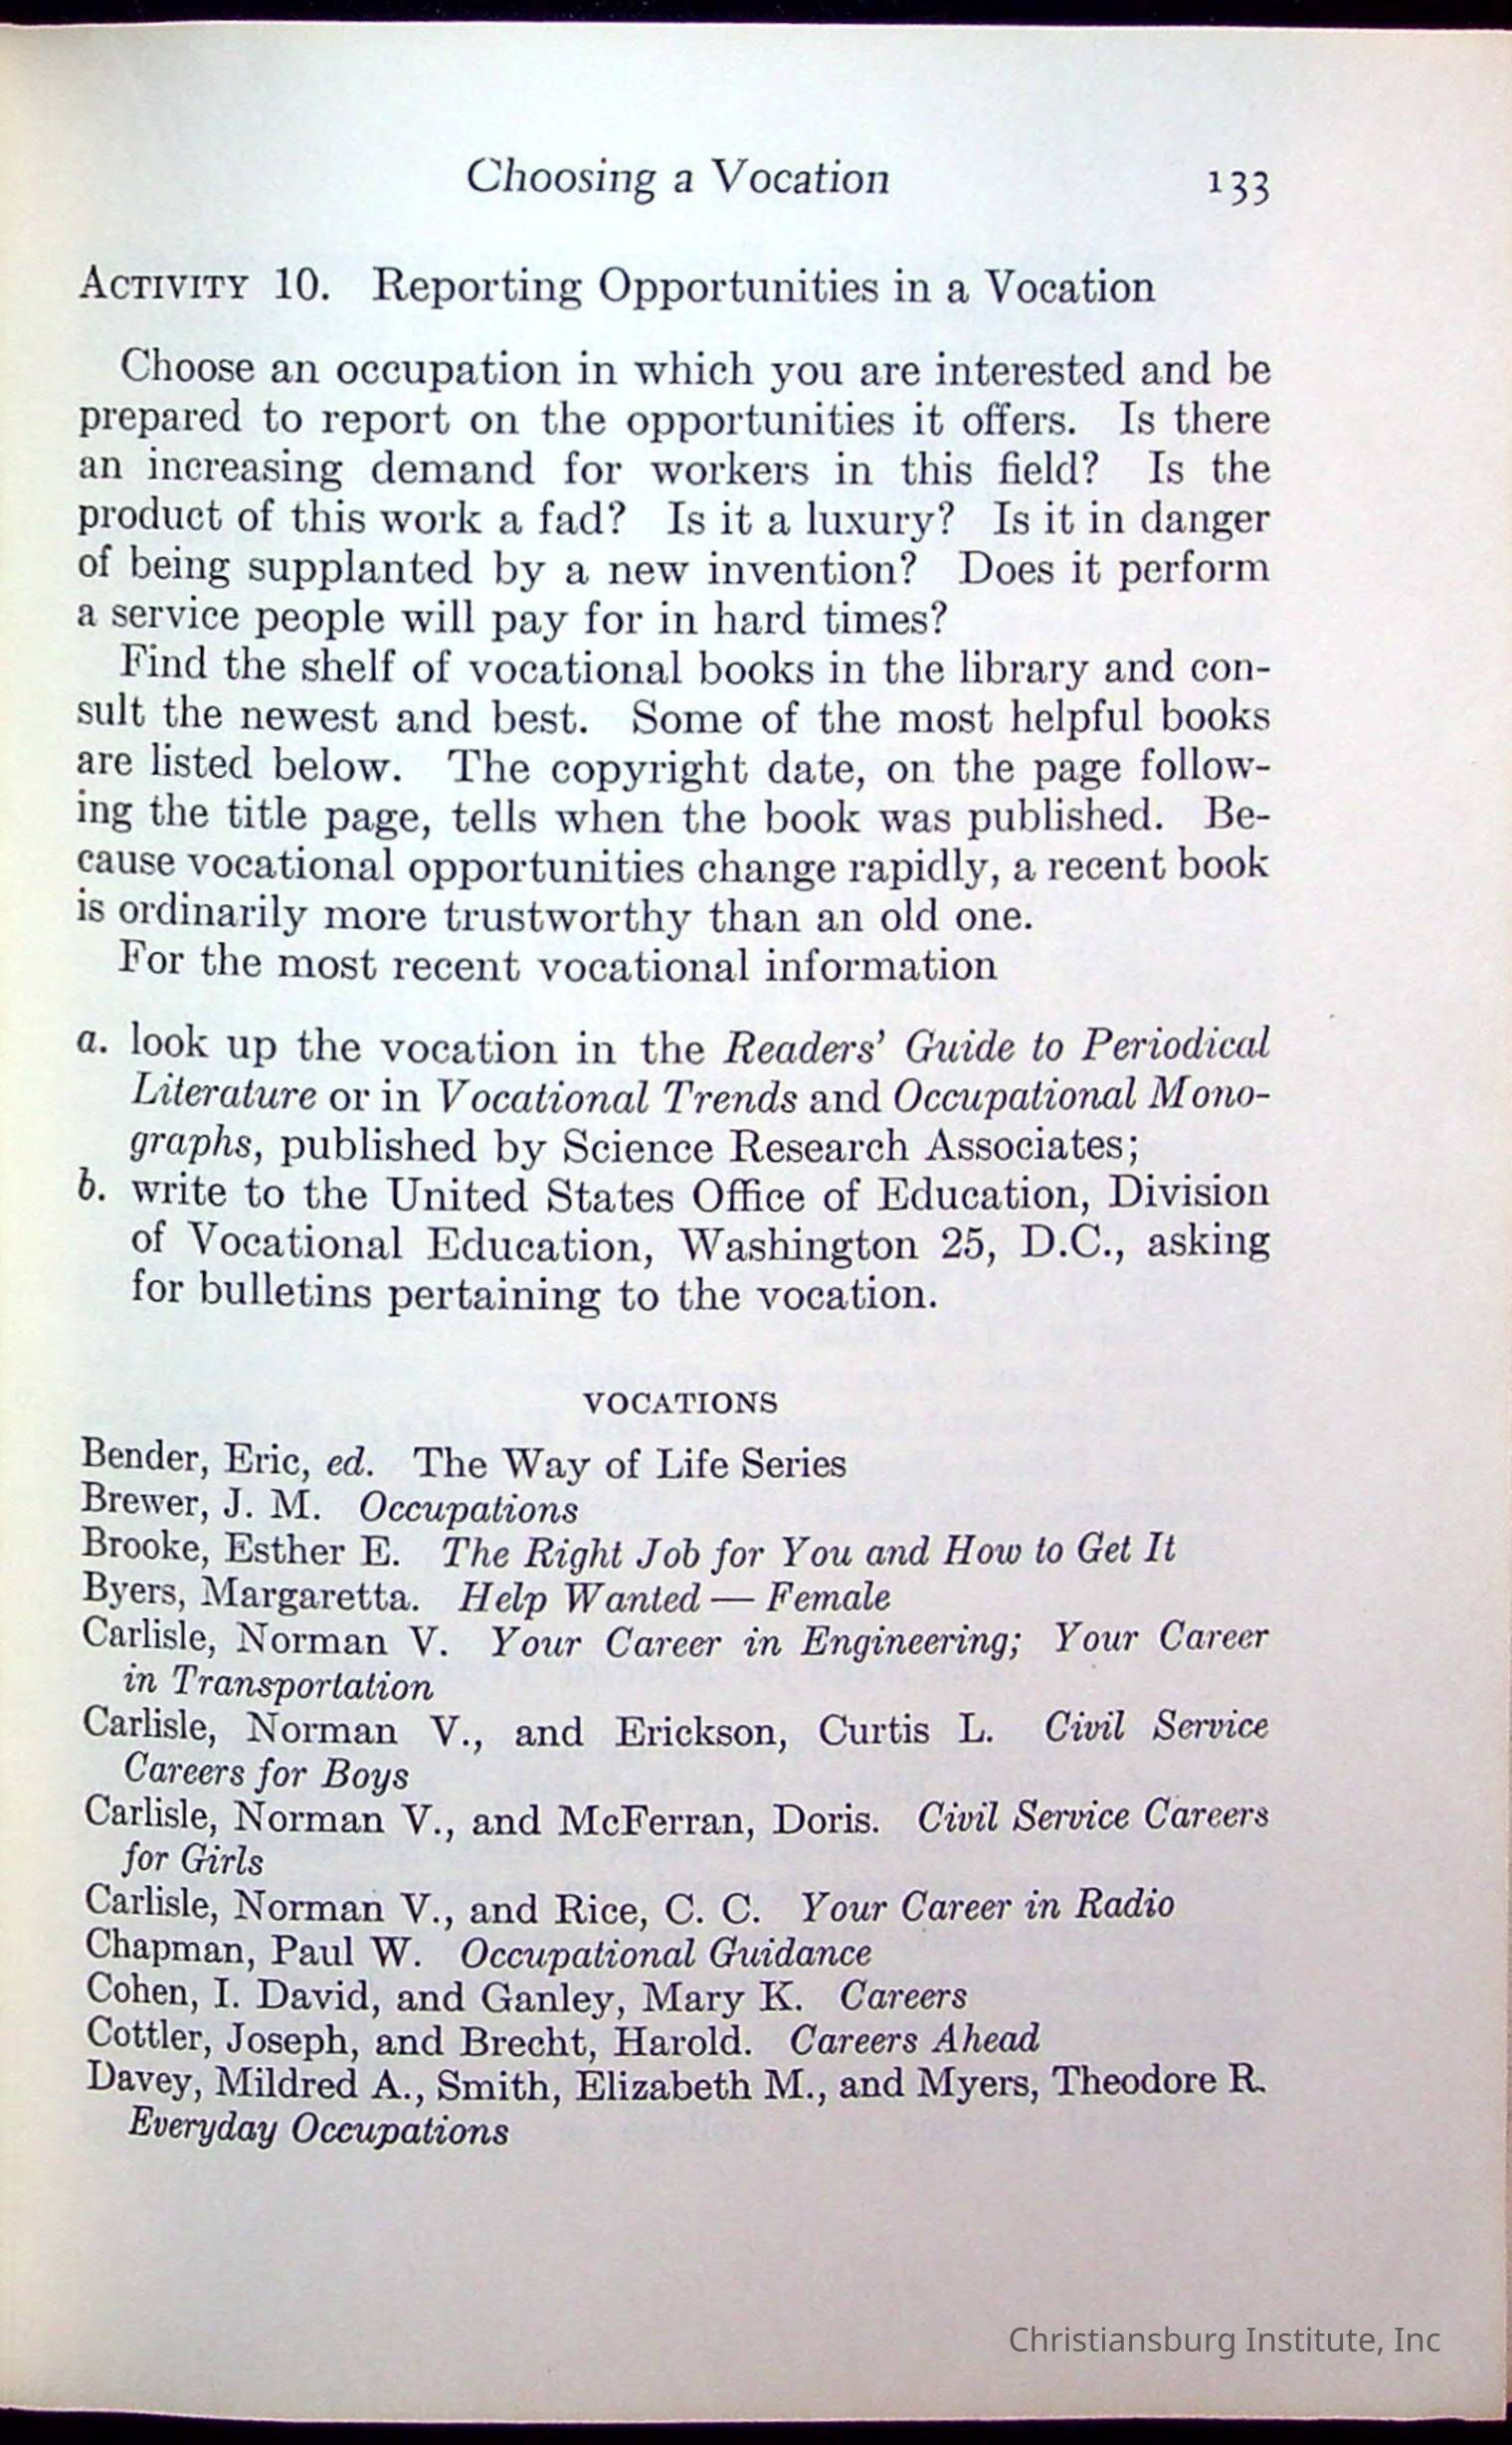 Choosing a Vocation 133
ACTIVITY 10. Reporting Opportunities in a Vocation
Choose an occupation in which you are interested and be
prepared to report on the opportunities it offers. Is there
an increasing demand for workers in this field? Is the
product of this work a fad? Is it a luxury? Is it in danger
of being supplanted by a new invention? Does it perform
a service people will pay for in hard times?
Find the shelf of vocational books in the library and con-
sult the newest and best. Some of the most helpful books
are listed below. The copyright date, on the page follow-
ing the title page, tells when the book was published. Be-
cause vocational opportunities change rapidly, a recent book
is ordinarily more trustworthy than an old one.
For the most recent vocational information
a. look up the vocation in the Readers' Guide to Periodical
Literature or in Vocational Trends and Occupational Mono-
graphs, published by Science Research Associates;
b. write to the United States Office of Education, Division
of Vocational Education, Washington 25, D.C., asking
for bulletins pertaining to the vocation.
VOCATIONS
Bender, Eric, ed. The Way of Life Series
Brewer, J. M. Occupations
Brooke, Esther E. The Right Job for You and How to Get It
Byers, Margaretta. Help Wanted — Female
Carlisle, Norman V. Your Career in Engineering; Your Career
in Transportation
Carlisle, Norman V., and Erickson, Curtis L. Civil Service
Careers for Boys
Carlisle, Norman V., and McFerran, Doris. Civil Service Careers
for Girls
Carlisle, Norman V., and Rice, C. C. Your Career in Radio
Chapman, Paul W. Occupational Guidance
Cohen, I. David, and Ganley, Mary K. Careers
Cottler, Joseph, and Brecht, Harold. Careers Ahead
Davey, Mildred A., Smith, Elizabeth M., and Myers, Theodore R.
Everyday Occupations
Christiansburg Institute, Inc